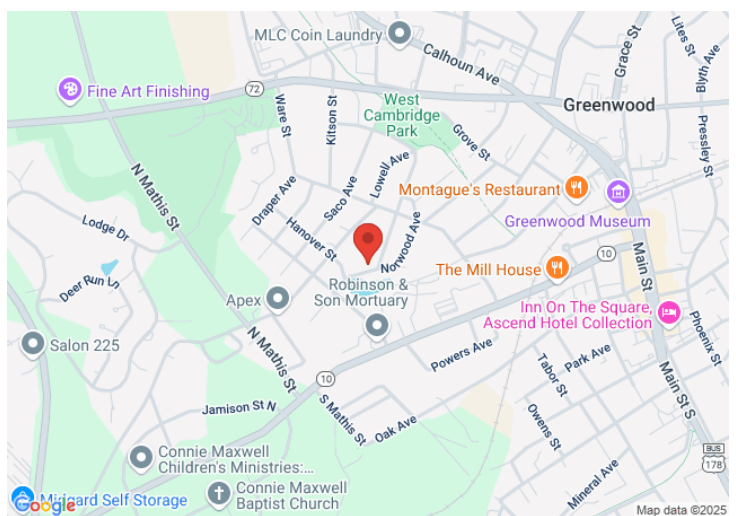 MLC Coin Laundry
Calhoun Ave
Lites St
Grace St
Blyth Ave
Fine Art Finishing
72
Ware St
Kitson St
West
Cambridge
Park
Greenwood
Grove St
Pressley St
N Mathis St
Lowell Ave
Saco Ave
Draper Ave
Montague's Restaurant
Greenwood Museum
Lodge Dr
Hanover St
Norwood Ave
Main St
10
The Mill House
Deer Run Ln
Robinson &
Son Mortuary
Apex
Inn On The Square,
Ascend Hotel Collection
Phoenix St
Salon 225
N Mathis St
Powers Ave
Park Ave
Tabor St
10
Main St S
Jamison St N
S Mathis St
Oak Ave
Owens St
BUS
178
Connie Maxwell
Children's Ministries:...
Mineral Ave
Connie Maxwell
Baptist Church
Mirigard Self Storage
Google
Map data ©2025